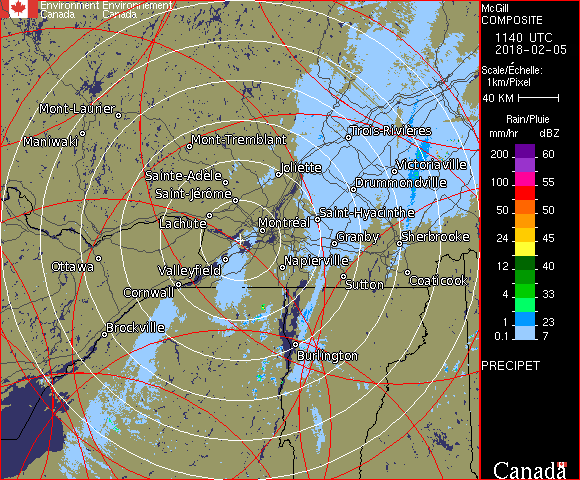 Environment Environnement
Canada Canada
Mont-Laurier
Maniwaki
Mont-Tremblant
Trois-Rivières
Sainte-Adèle
Joliette
Victoriaville
Saint-Jérôme
Drummondville
Lachute
Montréal
Saint-Hyacinthe
Granby
Sherbrooke
Ottawa
Valleyfield
Napierville
Sutton
Coaticook
Cornwall
Brockville
Burlington
McGill
COMPOSITE
1140 UTC
2018-02-05
Scale/Échelle:
1km/Pixel
40 KM
Rain/Pluie
mm/hr dBZ
200 60
100 55
50 50
24 45
12 40
4 33
1 23
0.1 7
PRECIPET
Canada